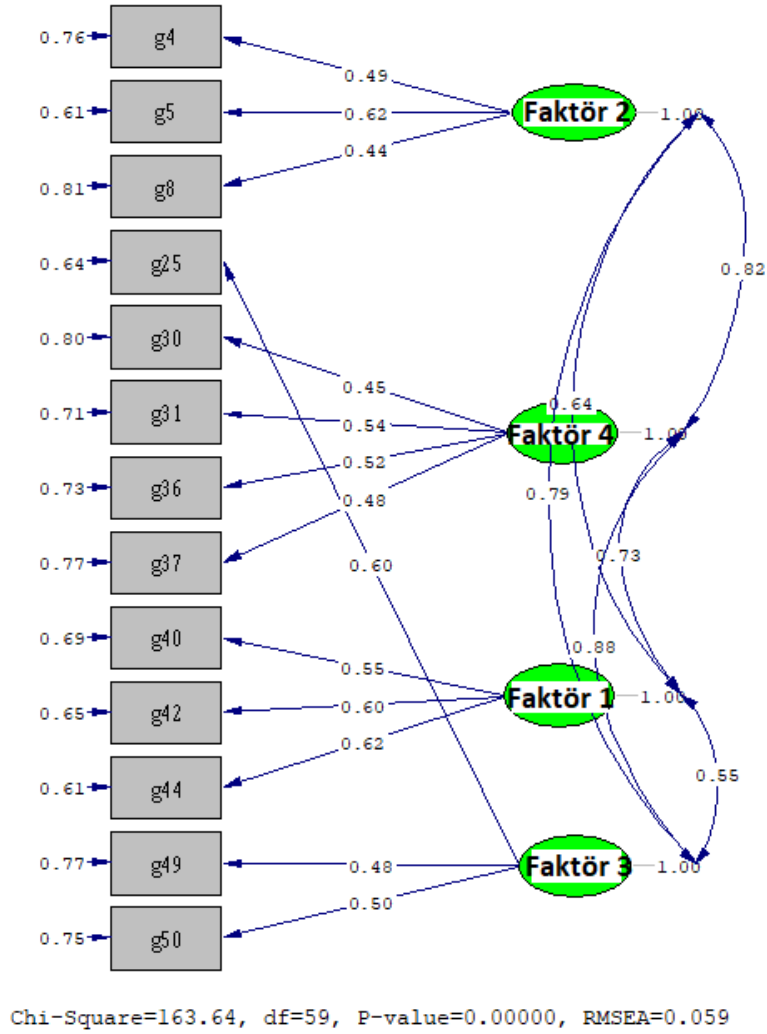 0.76 g4
0.49
0.61 g5 0.62 Faktör 2 1.00
0.44
0.81 g8
0.64 g25
0.82
0.80 g30
0.45
0.64
0.71 g31 0.54
Faktör 4 1.00
0.52
0.73 g36
0.79
0.48
0.73
0.77 g37 0.60
0.69 g40
0.88
0.55
Faktör 1 1.00
0.65 g42 0.60
0.62
0.55
0.61 g44
0.77 g49 0.48 Faktör 3 1.00
0.50
0.75 g50
Chi-Square=163.64, df=59, P-value=0.00000, RMSEA=0.059